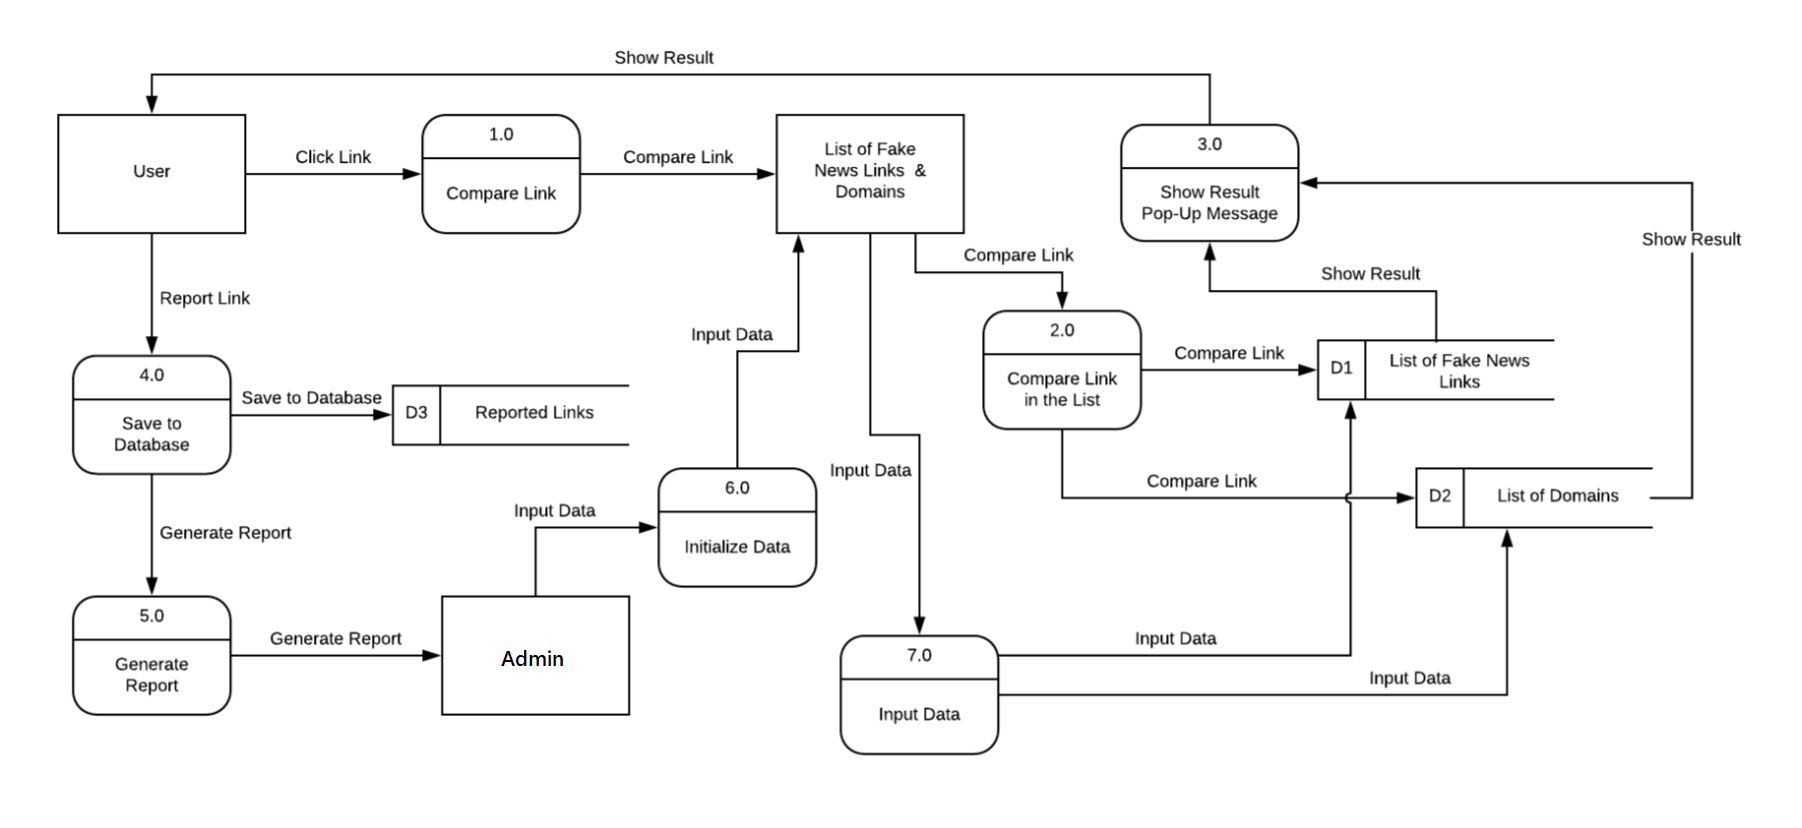 Show Result
User
Click Link
1.0
Compare Link
Compare Link
List of Fake
News Links & 
Domains
3.0
Show Result
Pop-Up Message
Show Result
Compare Link
Show Result
Report Link
Input Data
2.0
Compare Link
in the List
Compare Link
D1
List of Fake News
Links
4.0
Save to
Database
Save to Database
D3
Reported Links
Input Data
6.0
Initialize Data
Input Data
Compare Link
D2
List of Domains
Generate Report
5.0
Generate
Report
Generate Report
Admin
7.0
Input Data
Input Data
Input Data